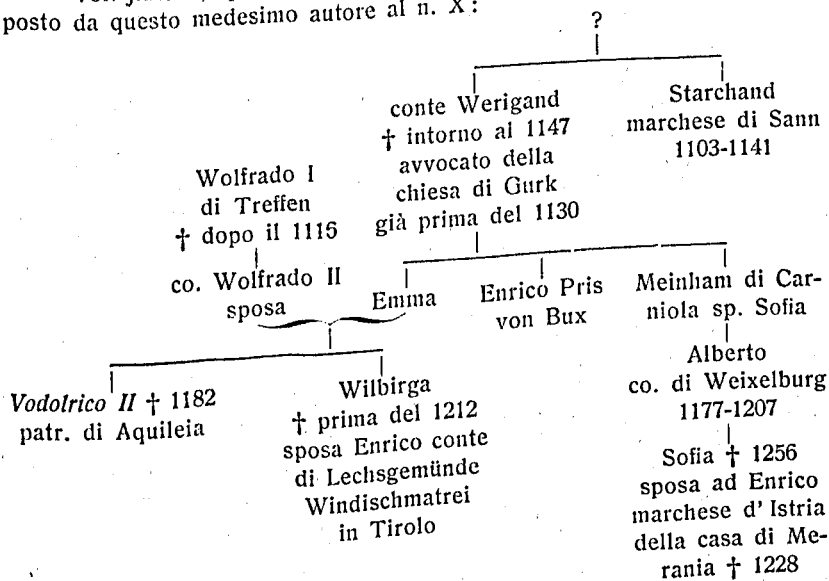 posto da questo medesimo autore al n. X:
?
conte Werigand
† intorno al 1147
avvocato della
chiesa di Gurk
già prima del 1130
Starchand
marchese di Sann
1103-1141
Wolfrado I
di Treffen
† dopo il 1115
co. Wolfrado II
sposa
Emma
Enrico Pris
von Bux
Meinham di Car-
niola sp. Sofia
Alberto
co. di Weixelburg
1177-1207
Sofia † 1256
sposa ad Enrico
marchese d'Istria
della casa di Me-
rania † 1228
Vodolrico II † 1182
patr. di Aquileia
Wilbirga
† prima del 1212
sposa Enrico conte
di Lechsgemünde
Windischmatrei
in Tirolo